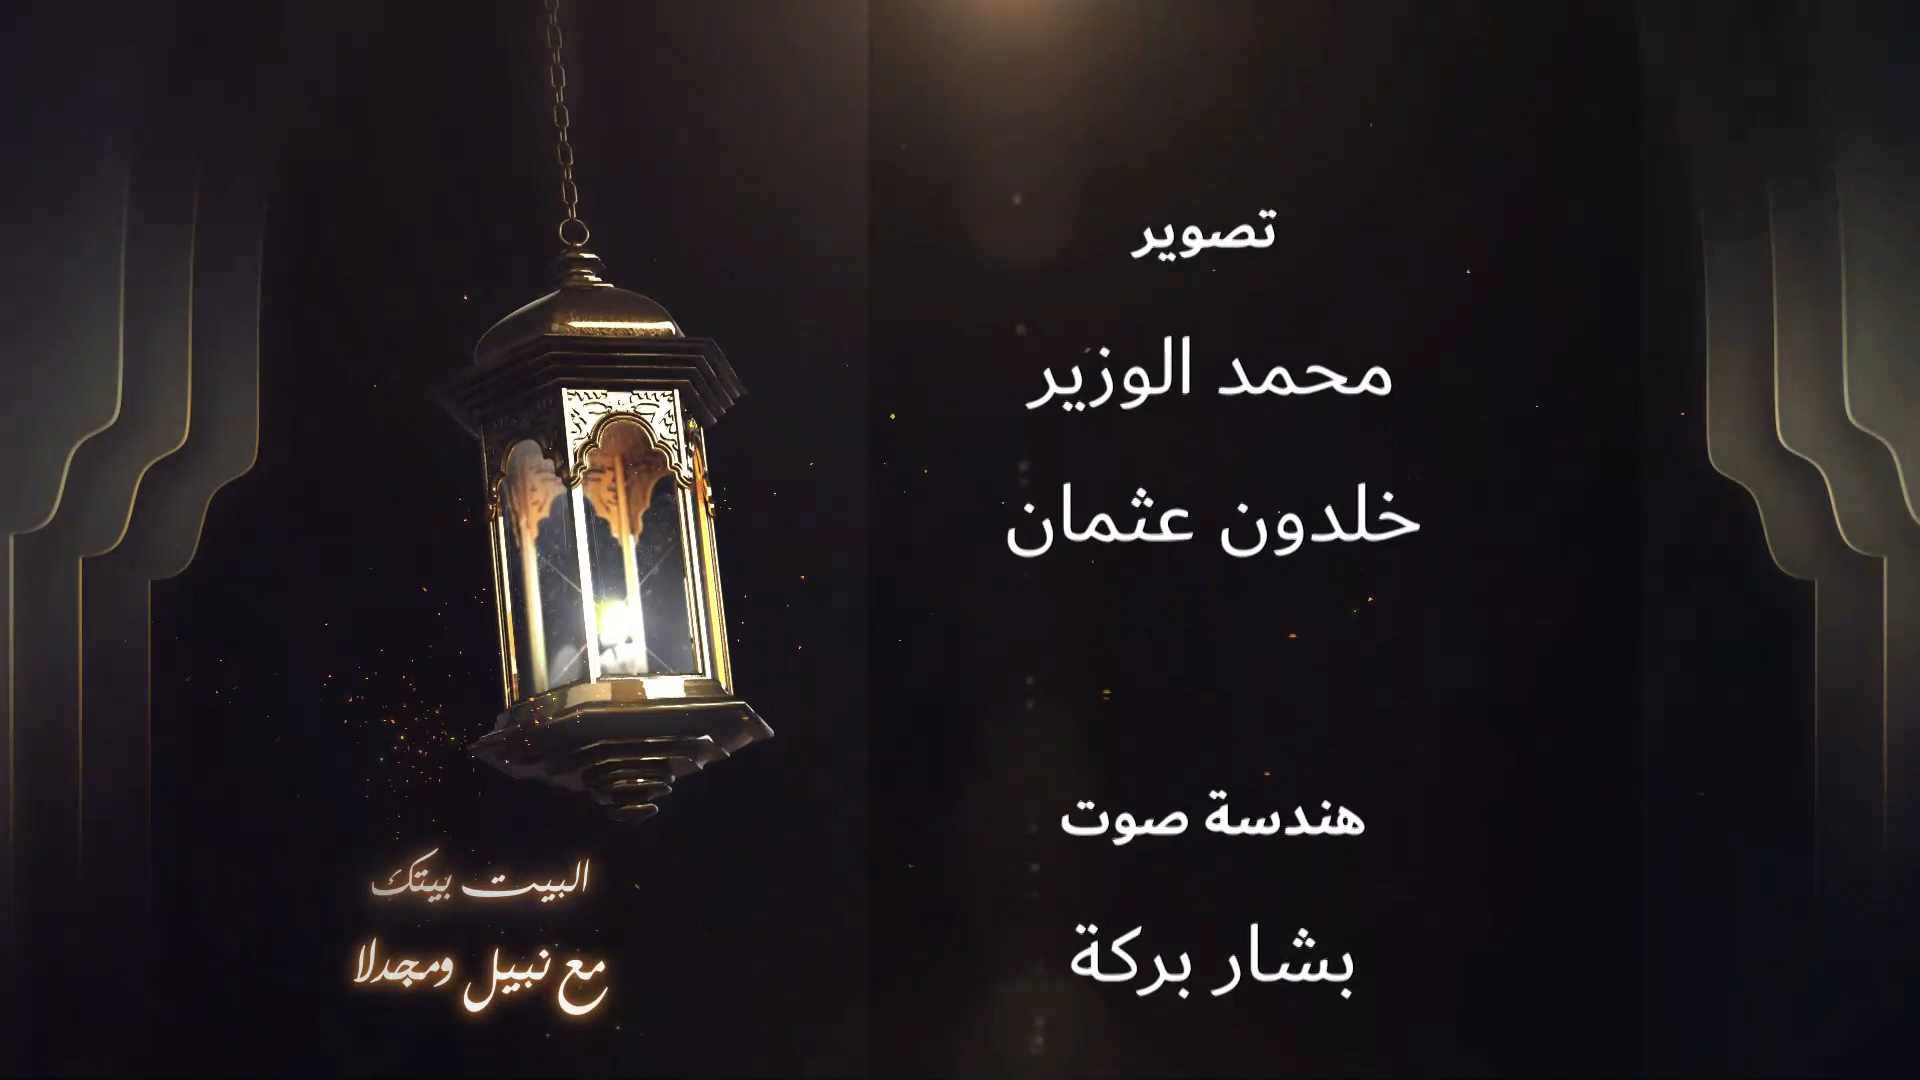 تصوير
محمد الوزير
خلدون عثمان
هندسة صوت
بشار بركة
البيت بيتك
مع نبيل ومجدلا